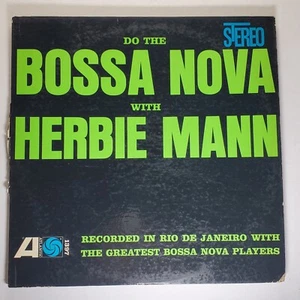 DO THE
STEREO
BOSSA NOVA
WITH
HERBIE MANN
RECORDED IN RIO DE JANEIRO WITH
THE GREATEST BOSSA NOVA PLAYERS
A
1397